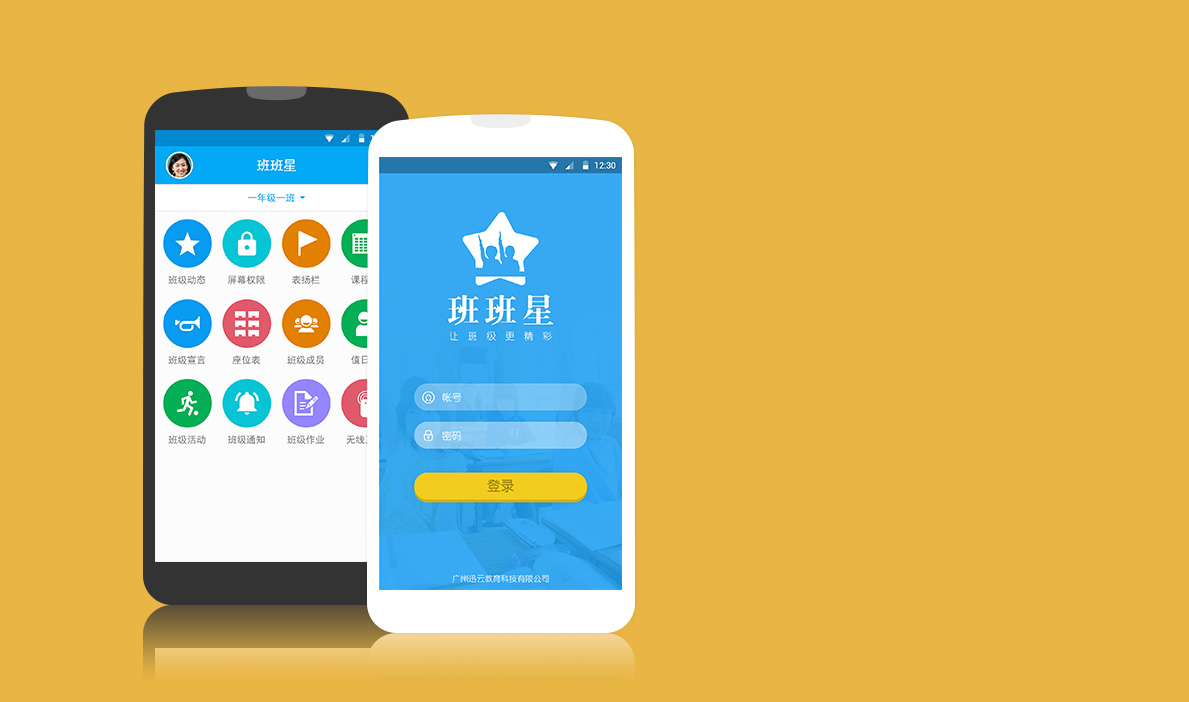 班班星
一年级一班
班级动态 屏幕权限 表扬栏 课程
班级宣言 座位表 班级成员 值日
班级活动 班级通知 班级作业 无线
12:30
班班星
让班级更精彩
帐号
密码
登录
广州迅云教育科技有限公司